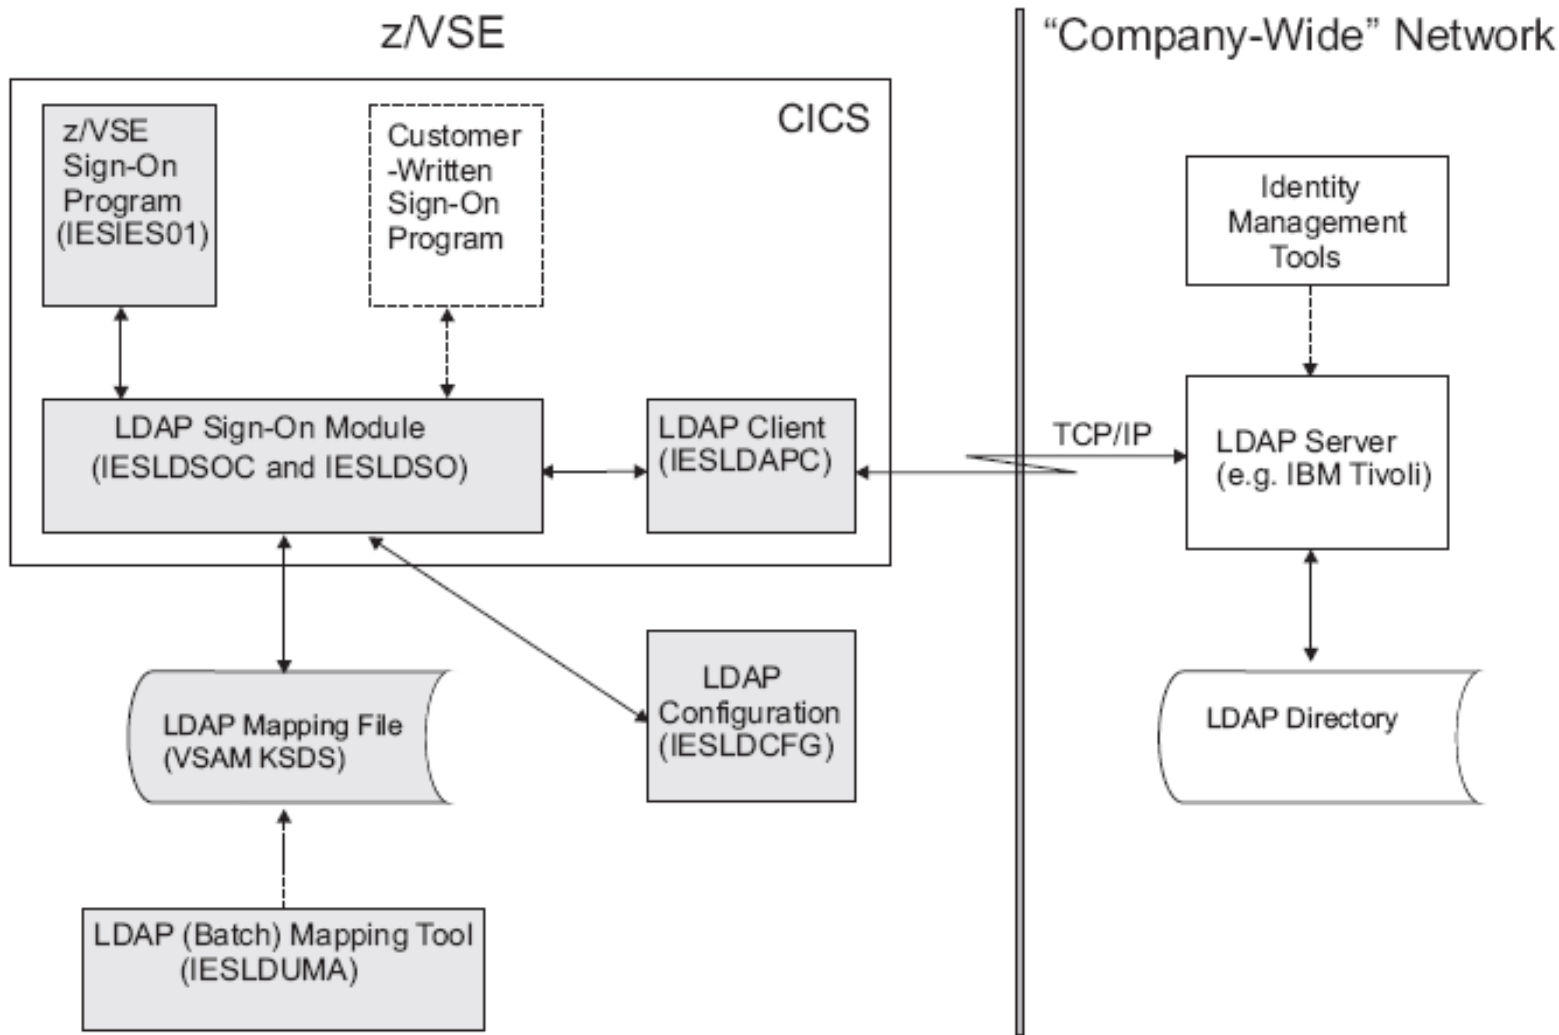 z/VSE
"Company-Wide" Network
CICS
z/VSE
Sign-On
Program
(IESIES01)
Customer
-Written
Sign-On
Program
Identity
Management
Tools
LDAP Sign-On Module
(IESLDSOC and IESLDSO)
LDAP Client
(IESLDAPC)
TCP/IP
LDAP Server
(e.g. IBM Tivoli)
LDAP Mapping File
(VSAM KSDS)
LDAP
Configuration
(IESLDCFG)
LDAP Directory
LDAP (Batch) Mapping Tool
(IESLDUMA)